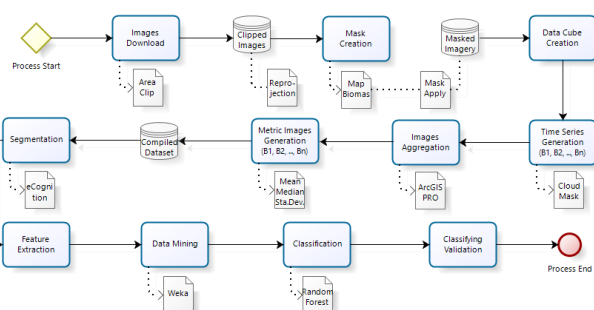 Images
Download
Clipped
Images
Mask
Creation
Masked
Imagery
Data Cube
Creation
Process Start
Area
Clip
Repro-
jection
Map
Biomas
Mask
Apply
Segmentation
Compiled
Dataset
Metric Images
Generation
(B1, B2, .., Bn)
Images
Aggregation
Time Series
Generation
(B1, B2, .., Bn)
eCogni
tion
Mean
Median
Sta.Dev.
ArcGIS
PRO
Cloud
Mask
Feature
Extraction
Data Mining
Classification
Classifying
Validation
Process End
Weka
Random
Forest